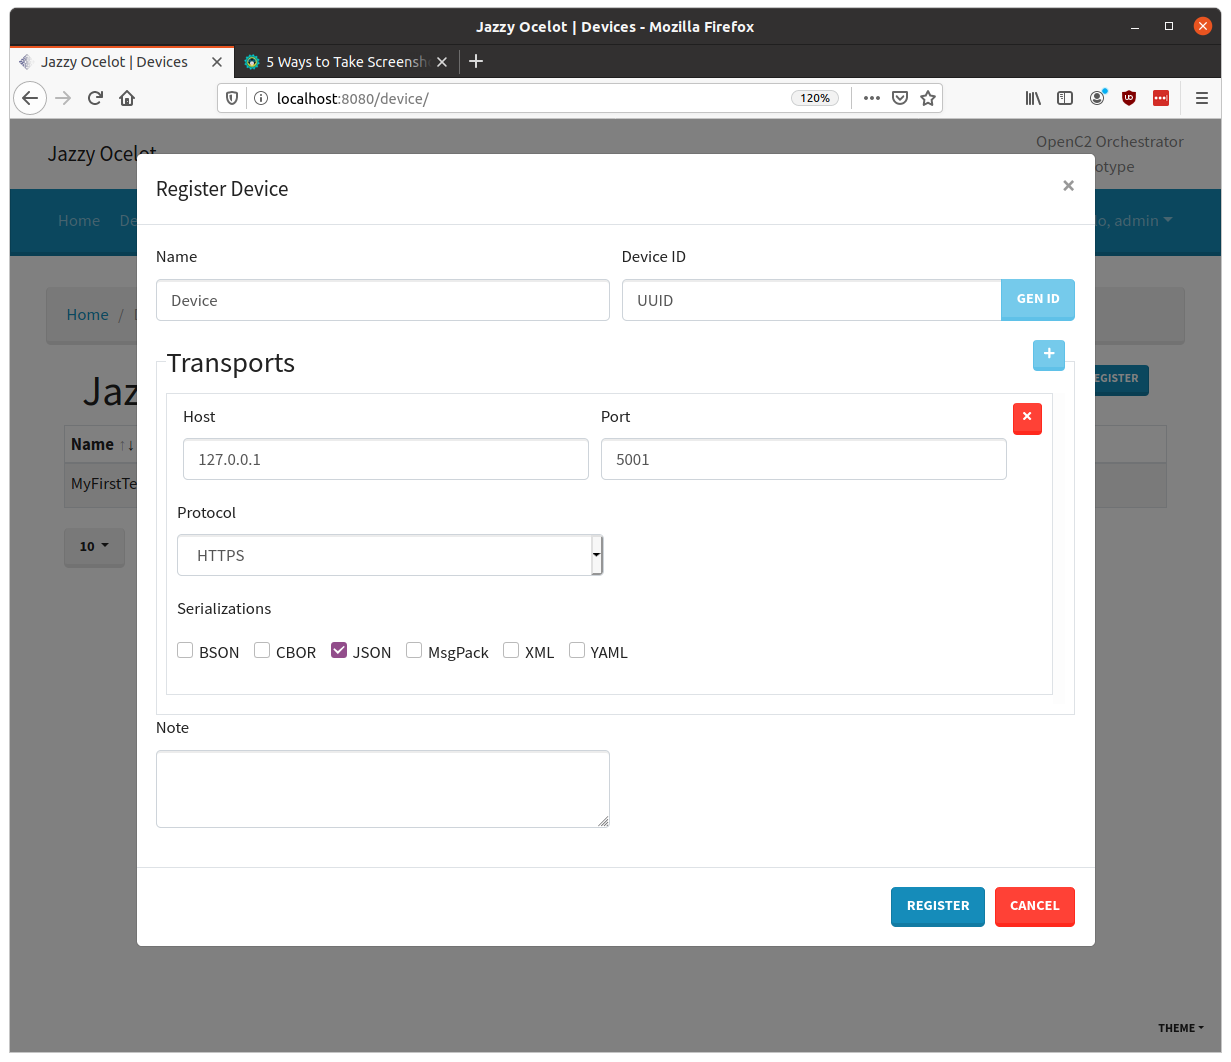 Jazzy Ocelot | Devices - Mozilla Firefox
Jazzy Ocelot | Devices
5 Ways to Take Screensh
localhost:8080/device/
120%
Jazzy Ocelot
OpenC2 Orchestrator
otype
Home De
o, admin
Register Device
×
Name
Device ID
Device
UUID
GEN ID
Home /
Transports
+
Jaz
EGISTER
Host
Port
×
127.0.0.1
5001
Name ↑↓
MyFirstTe
Protocol
HTTPS
10
Serializations
BSON CBOR JSON MsgPack XML YAML
Note
REGISTER
CANCEL
THEME